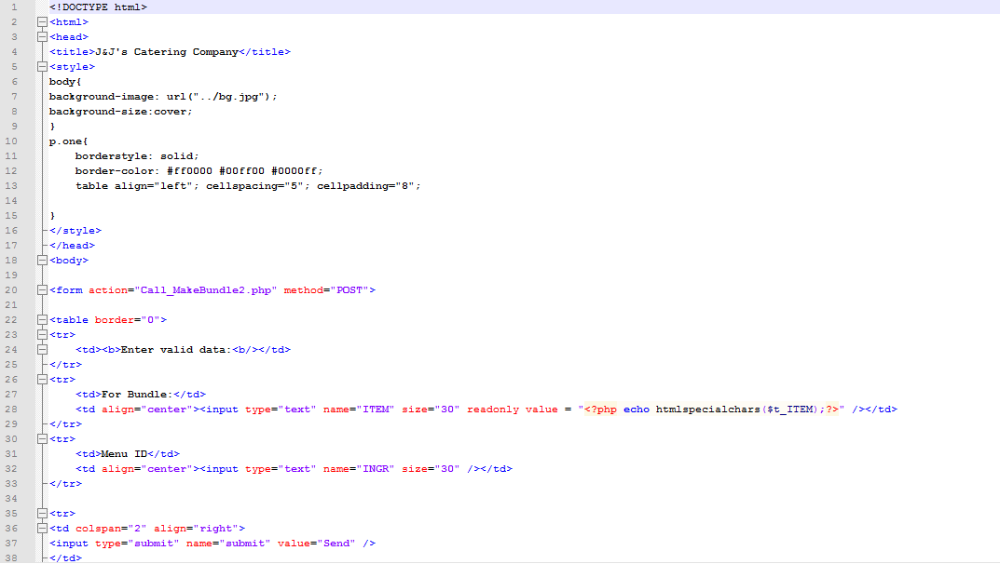 1 <!DOCTYPE html>
2 <html>
3 <head>
4 <title>J&J's Catering Company</title>
5 <style>
6 body{
7 background-image: url("../bg.jpg");
8 background-size:cover;
9 }
10 p.one{
11 borderstyle: solid;
12 border-color: #ff0000 #00ff00 #0000ff;
13 table align="left"; cellspacing="5"; cellpadding="8";
14
15 }
16 </style>
17 </head>
18 <body>
19
20 <form action="Call_MakeBundle2.php" method="POST">
21
22 <table border="0">
23 <tr>
24 <td><b>Enter valid data:<b/></td>
25 </tr>
26 <tr>
27 <td>For Bundle:</td>
28 <td align="center"><input type="text" name="ITEM" size="30" readonly value = "<?php echo htmlspecialchars($t_ITEM);?>" /></td>
29 </tr>
30 <tr>
31 <td>Menu ID</td>
32 <td align="center"><input type="text" name="INGR" size="30" /></td>
33 </tr>
34
35 <tr>
36 <td colspan="2" align="right">
37 <input type="submit" name="submit" value="Send" />
38 </td>